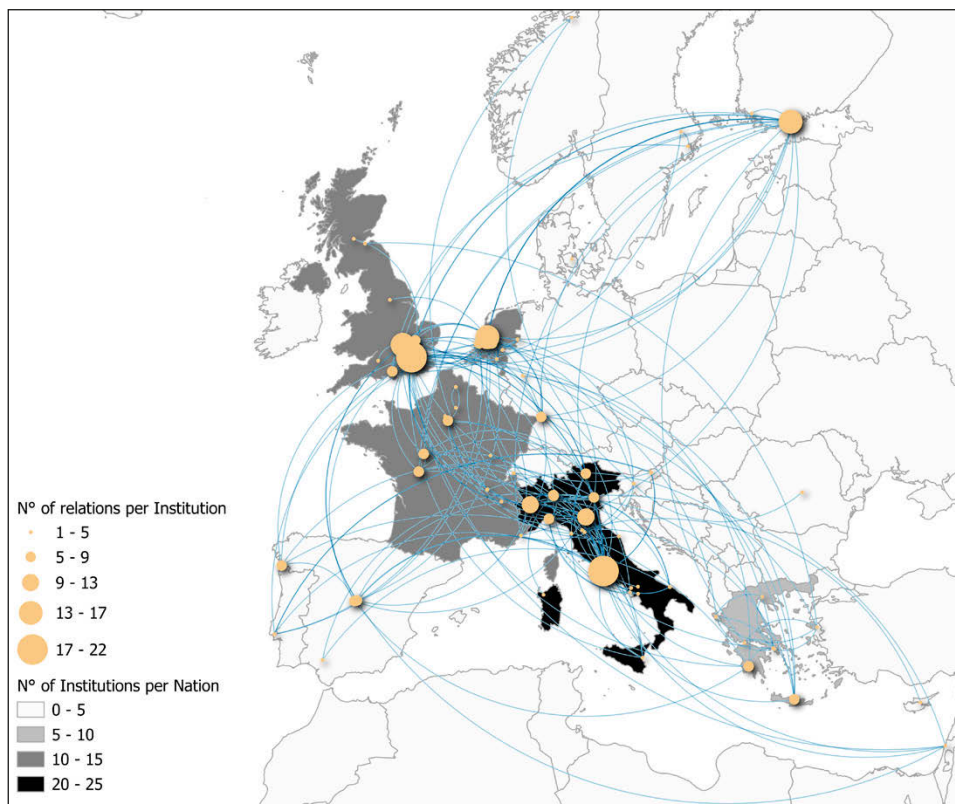 N° of relations per Institution
1 - 5
5 - 9
9 - 13
13 - 17
17 - 22
N° of Institutions per Nation
0 - 5
5 - 10
10 - 15
20 - 25